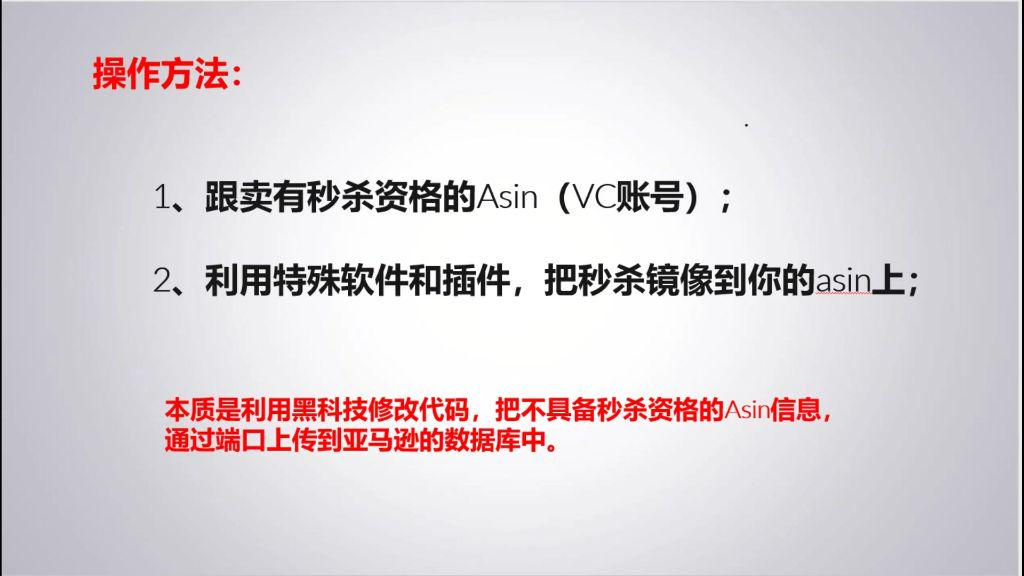 操作方法：
1、跟卖有秒杀资格的Asin（VC账号）；
2、利用特殊软件和插件，把秒杀镜像到你的asin上；
本质是利用黑科技修改代码，把不具备秒杀资格的Asin信息，
通过端口上传到亚马逊的数据库中。